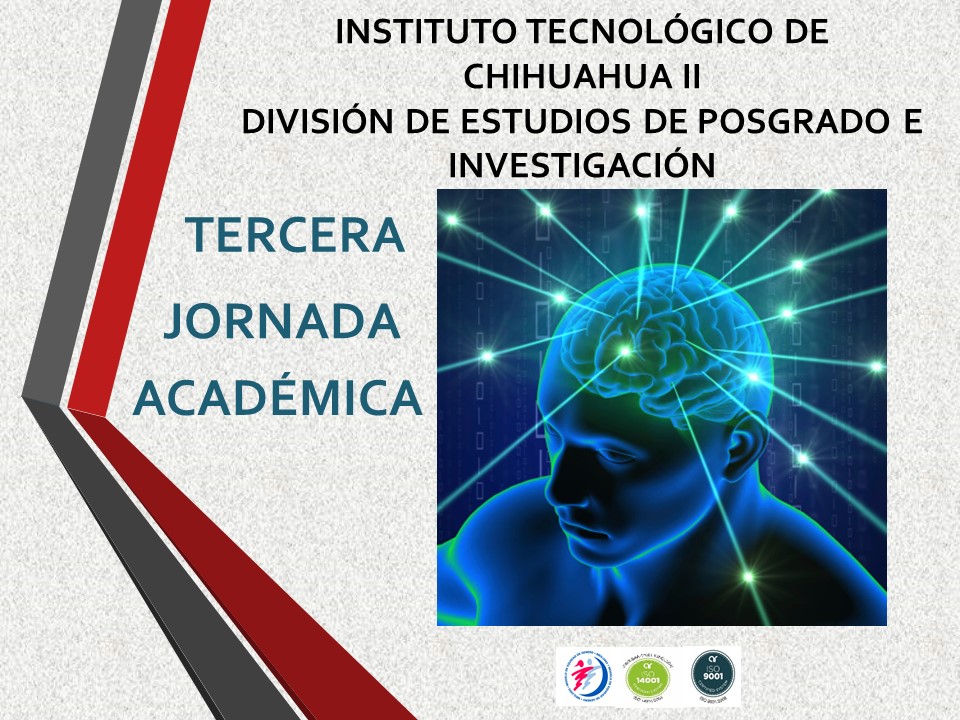 INSTITUTO TECNOLÓGICO DE
CHIHUAHUA II
DIVISIÓN DE ESTUDIOS DE POSGRADO E
INVESTIGACIÓN
TERCERA
JORNADA
ACADÉMICA
ISO
14001
ISO
9001